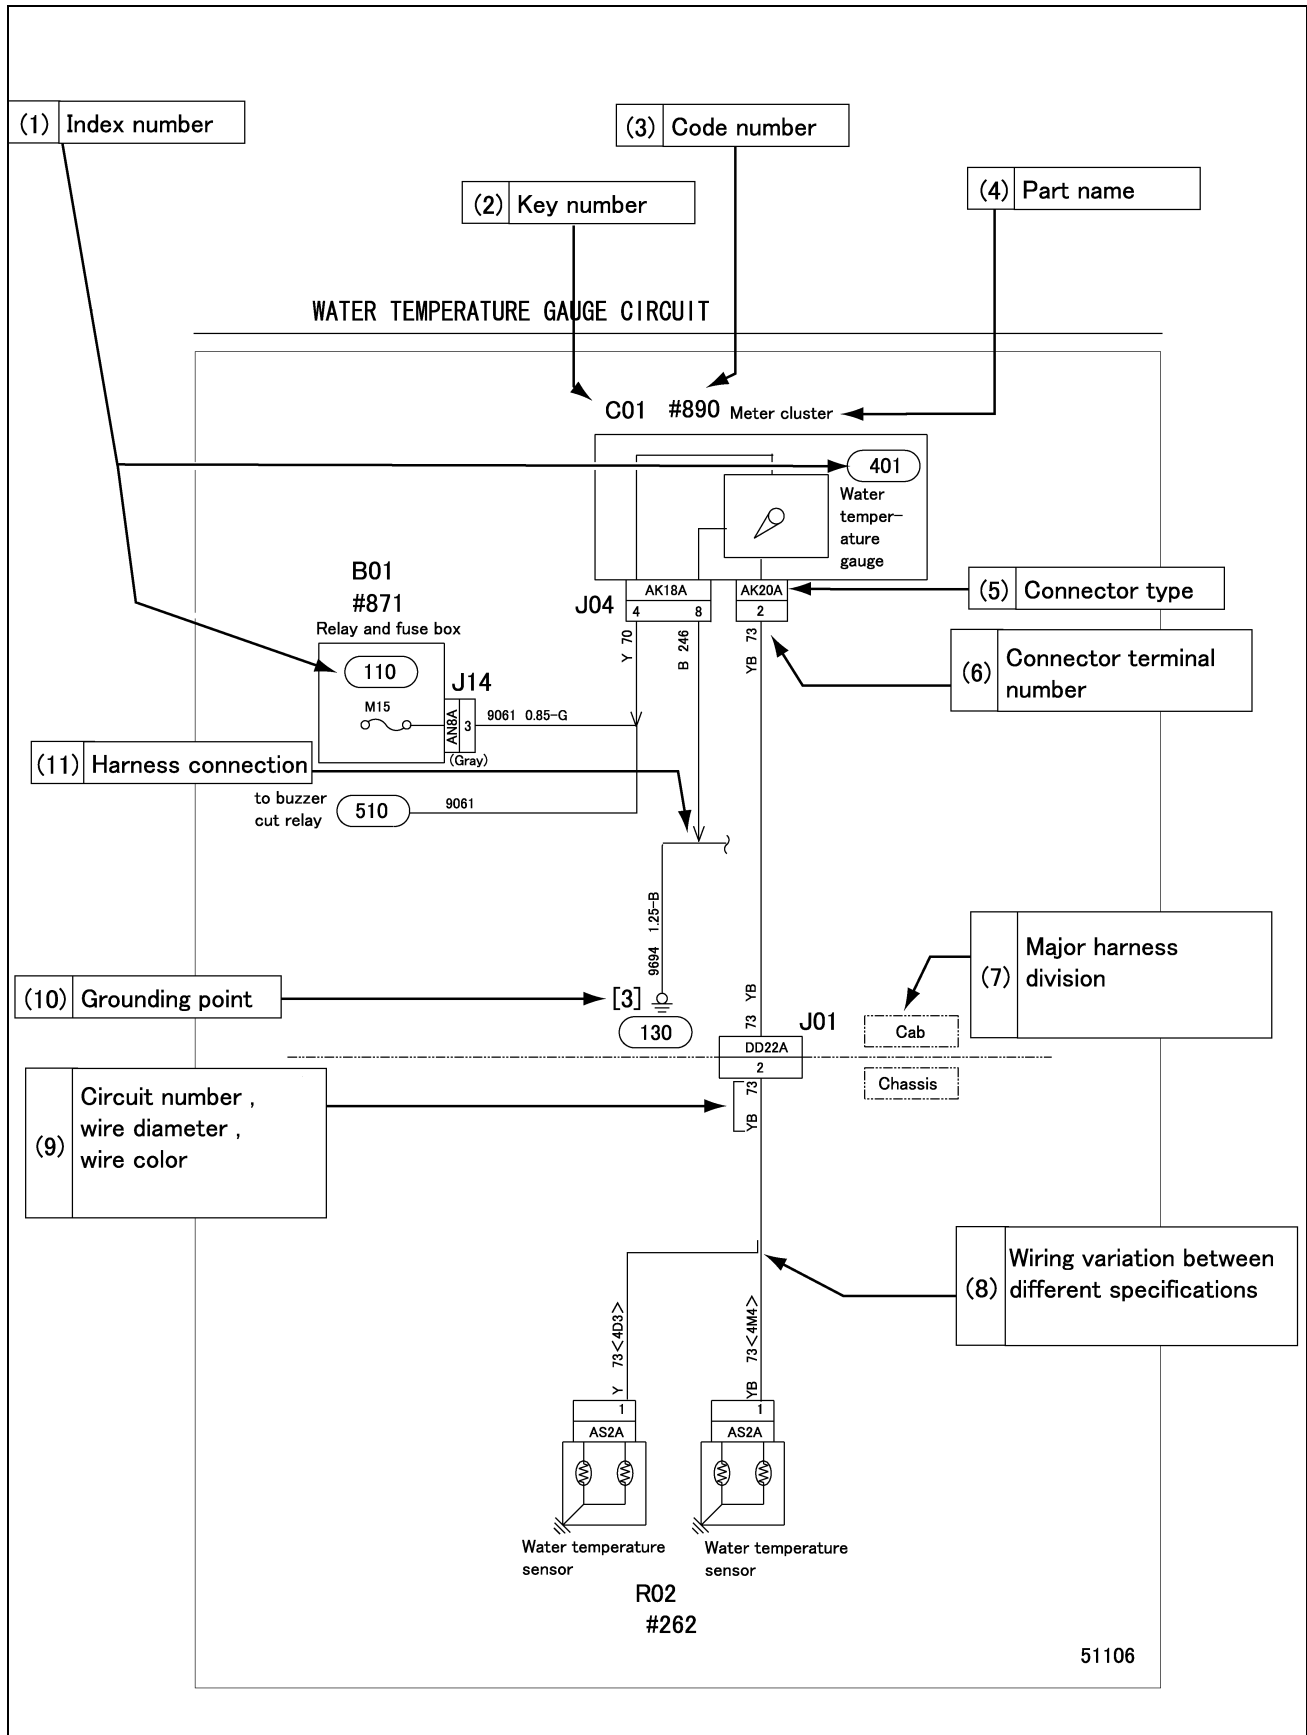 (1) Index number
(3) Code number
(2) Key number
(4) Part name
WATER TEMPERATURE GAUGE CIRCUIT
C01 #890 Meter cluster
401
Water
temper-
ature
gauge
B01
#871
Relay and fuse box
110
M15
J14
AN8A 3
(Gray)
9061 0.85-G
J04
AK18A
4 8
AK20A
2
Y 70
B 246
YB 73
(5) Connector type
(6) Connector terminal
number
(11) Harness connection
to buzzer
cut relay
510
9061
9694 1.25-B
(7) Major harness
division
(10) Grounding point
[3]
130
73 YB
J01
DD22A
2
Cab
Chassis
YB 73
(9) Circuit number ,
wire diameter ,
wire color
(8) Wiring variation between
different specifications
Y 73<4D3>
YB 73<4M4>
1
AS2A
1
AS2A
Water temperature
sensor
Water temperature
sensor
R02
#262
51106